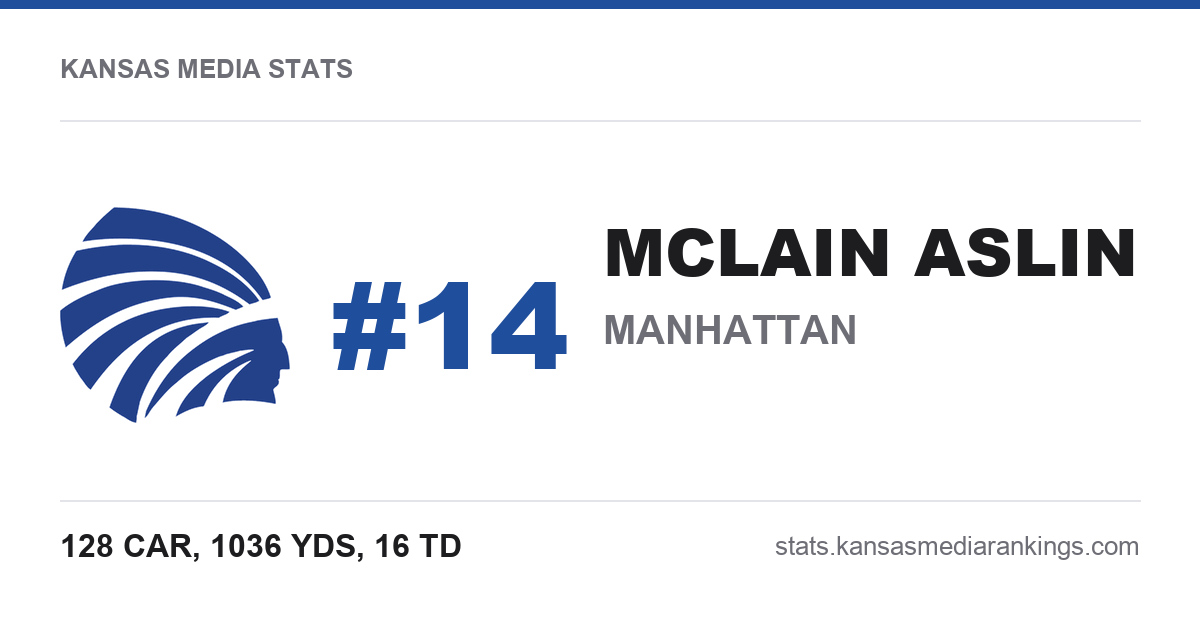 KANSAS MEDIA STATS
#14
MCLAIN ASLIN
MANHATTAN
128 CAR, 1036 YDS, 16 TD
stats.kansasmediarankings.com